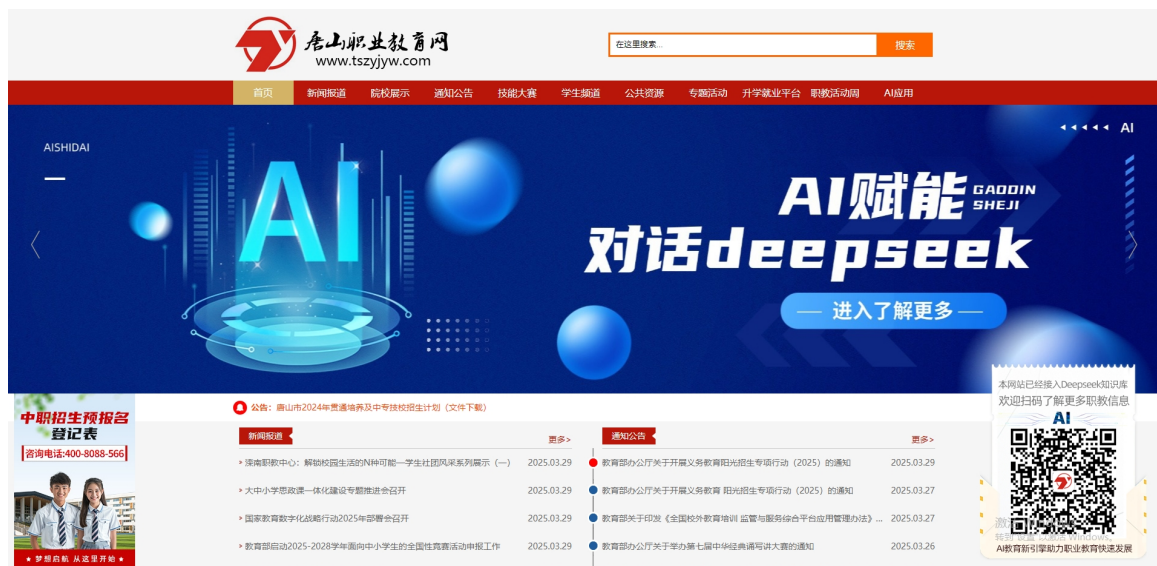 唐山职业教育网
www.tszyjyw.com
在这里搜索...
搜索
首页 新闻报道 院校展示 通知公告 技能大赛 学生频道 公共资源 专题活动 升学就业平台 职教活动周 AI应用
AISHIDAI
AI
AI
AI赋能
GAODIN
SHEJI
对话deepseek
进入了解更多
公告：唐山市2024年贯通培养及中专技校招生计划（文件下载）
新闻报道
更多>
滦南职教中心：解锁校园生活的N种可能—学生社团风采系列展示（一） 2025.03.29
大中小学思政课一体化建设专题推进会召开 2025.03.29
国家教育数字化战略行动2025年部署会召开 2025.03.29
教育部启动2025-2028学年面向中小学生的全国性竞赛活动申报工作 2025.03.29
通知公告
更多>
教育部办公厅关于开展义务教育阳光招生专项行动（2025）的通知 2025.03.29
教育部办公厅关于开展义务教育 阳光招生专项行动（2025）的通知 2025.03.27
教育部关于印发《全国校外教育培训 监管与服务综合平台应用管理办法》... 2025.03.27
教育部办公厅关于举办第七届中华经典诵写讲大赛的通知 2025.03.26
中职招生预报名
登记表
咨询电话:400-8088-566
★ 梦想启航 从这里开始 ★
本网站已经接入Deepseek知识库
欢迎扫码了解更多职教信息
AI
AI教育新引擎助力职业教育快速发展